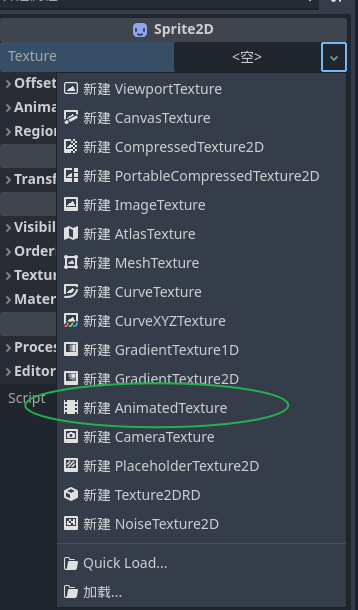 Sprite2D
Texture
<空>
Offset
新建 ViewportTexture
Anima
新建 CanvasTexture
Region
新建 CompressedTexture2D
新建 PortableCompressedTexture2D
Transf
新建 ImageTexture
Visibili
新建 AtlasTexture
Order
新建 MeshTexture
Textur
新建 CurveTexture
Mater
新建 CurveXYZTexture
Proces
新建 GradientTexture1D
Editor
新建 GradientTexture2D
Script
新建 AnimatedTexture
新建 CameraTexture
新建 PlaceholderTexture2D
新建 Texture2DRD
新建 NoiseTexture2D
Quick Load...
加载...